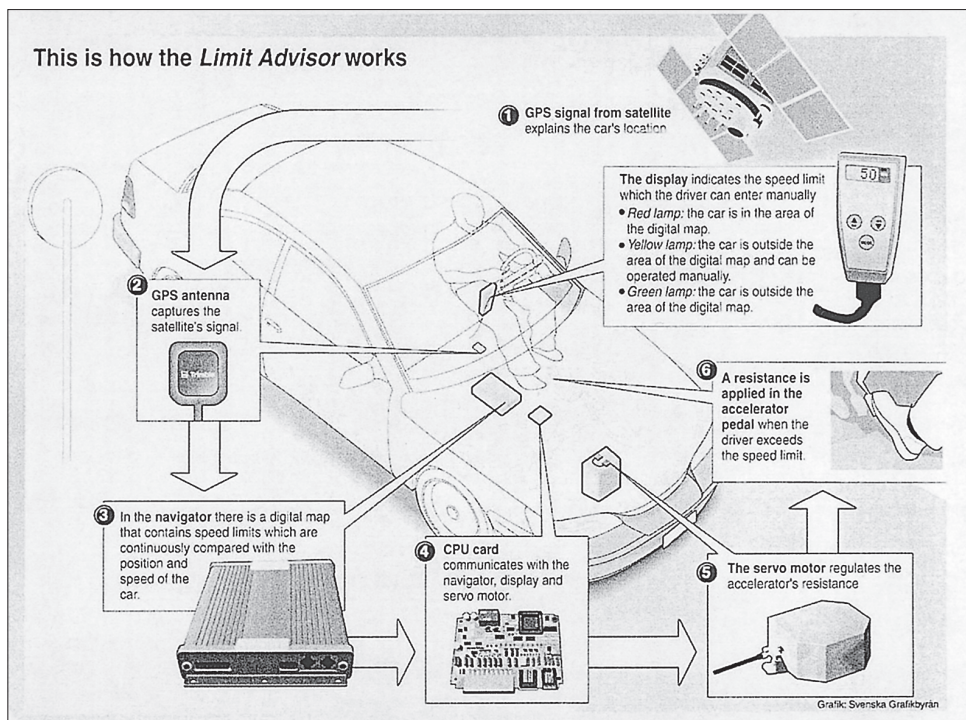 This is how the Limit Advisor works
1 GPS signal from satellite
explains the car's location
The display indicates the speed limit
which the driver can enter manually
• Red lamp: the car is in the area of
the digital map.
• Yellow lamp: the car is outside the
area of the digital map and can be
operated manually.
• Green lamp: the car is outside the
area of the digital map.
50
2 GPS antenna
captures the
satellite's signal.
Trimble
3 In the navigator there is a digital map
that contains speed limits which are
continuously compared with the
position and
speed of the
car.
4 CPU card
communicates with the
navigator, display and
servo motor.
5 The servo motor regulates the
accelerator's resistance
6 A resistance is
applied in the
accelerator
pedal when the
driver exceeds
the speed limit.
Grafik: Svenska Grafikbyrån